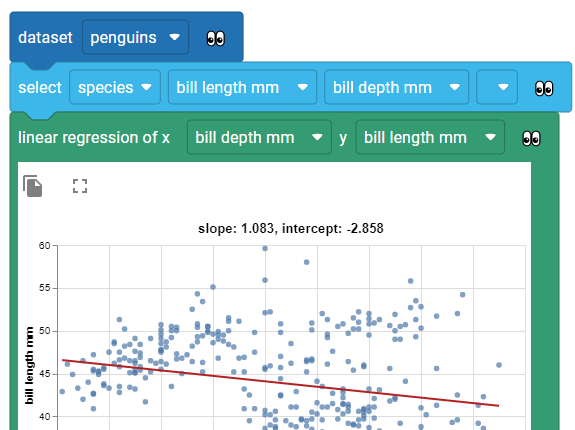 dataset penguins
select species bill length mm bill depth mm
linear regression of x bill depth mm y bill length mm
slope: 1.083, intercept: -2.858
60
55
50
bill length mm
45
40